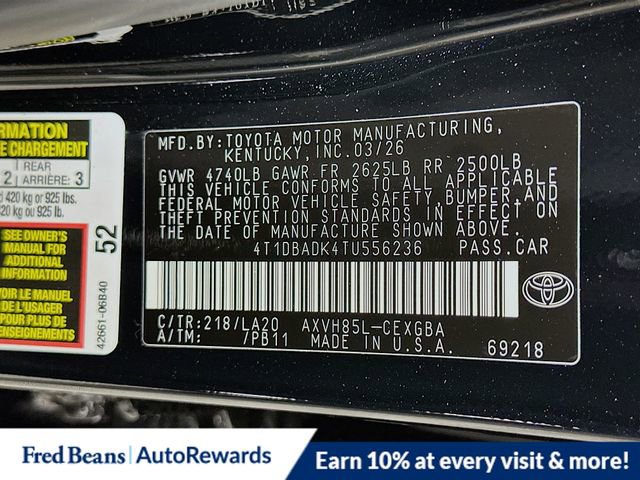 MFD.BY:TOYOTA MOTOR MANUFACTURING,
KENTUCKY,INC.03/26
GVWR 4740LB GAWR FR 2625LB RR 2500LB
THIS VEHICLE CONFORMS TO ALL APPLICABLE
FEDERAL MOTOR VEHICLE SAFETY,BUMPER,AND
THEFT PREVENTION STANDARDS IN EFFECT ON
THE DATE OF MANUFACTURE SHOWN ABOVE.
4T1DBADK4TU556236 PASS.CAR
C/TR:218/LA20 AXVH85L-CEXGBA
A/TM: /PB11 MADE IN U.S.A.
69218
RMATION
E CHARGEMENT
2 REAR
ARRIÈRE: 3
d 420 kg or 925 lbs.
420 kg ou 925 lb.
SEE OWNER'S
MANUAL FOR
ADDITIONAL
INFORMATION
VOIR LE MANUEL
DE L'USAGER
POUR PLUS DE
ENSEIGNEMENTS
52
42661-06B40
Fred Beans AutoRewards
Earn 10% at every visit & more!